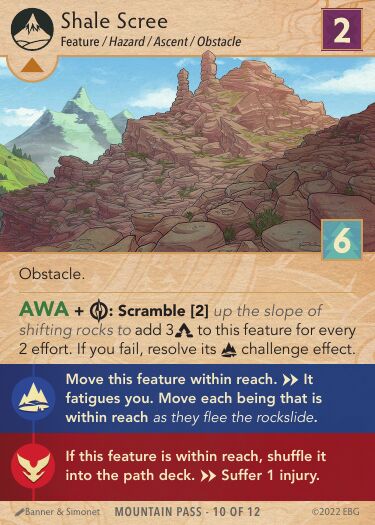 Shale Scree
Feature / Hazard / Ascent / Obstacle
2
6
Obstacle.
AWA + : Scramble [2] up the slope of
shifting rocks to add 3 to this feature for every
2 effort. If you fail, resolve its challenge effect.
Move this feature within reach. It
fatigues you. Move each being that is
within reach as they flee the rockslide.
If this feature is within reach, shuffle it
into the path deck. Suffer 1 injury.
Banner & Simonet
MOUNTAIN PASS - 10 OF 12
©2022 EBG